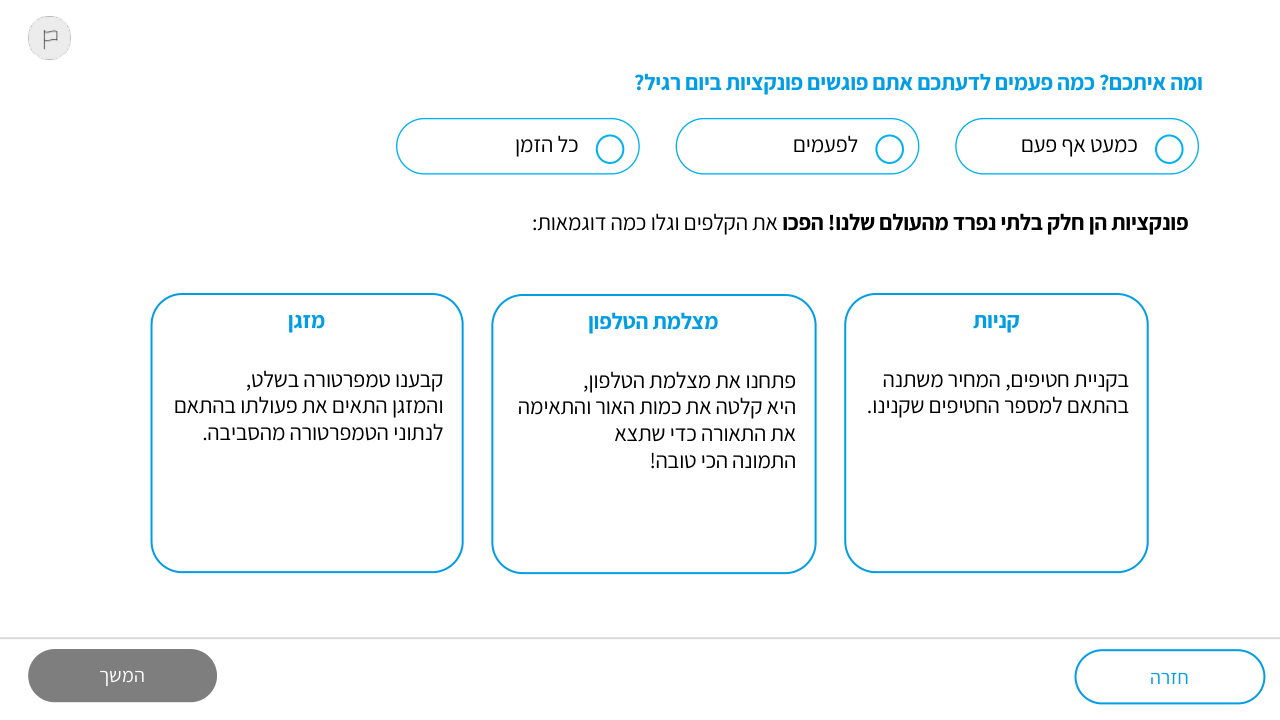 ומה איתכם? כמה פעמים לדעתכם אתם פוגשים פונקציות ביום רגיל?
כמעט אף פעם
לפעמים
כל הזמן
פונקציות הן חלק בלתי נפרד מהעולם שלנו! הפכו את הקלפים וגלו כמה דוגמאות:
קניות
בקניית חטיפים, המחיר משתנה
בהתאם למספר החטיפים שקנינו.
מצלמת הטלפון
פתחנו את מצלמת הטלפון,
היא קלטה את כמות האור והתאימה
את התאורה כדי שתצא
התמונה הכי טובה!
מזגן
קבענו טמפרטורה בשלט,
והמזגן התאים את פעולתו בהתאם
לנתוני הטמפרטורה מהסביבה.
חזרה
המשך